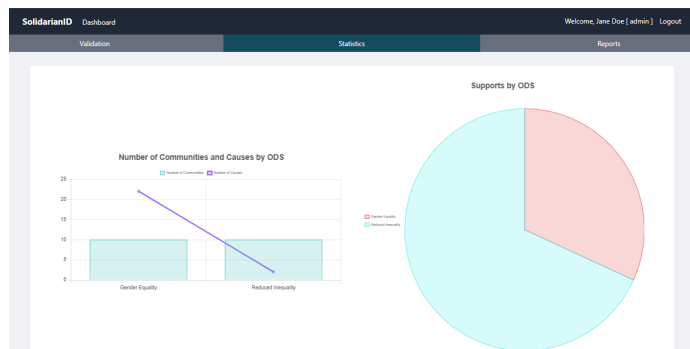 SolidarianID Dashboard Welcome, Jane Doe [ admin ] Logout
Validation Statistics Reports
Supports by ODS
Number of Communities and Causes by ODS
Number of Communities Number of Causes
25
20
15
10
5
0
Gender Equality Reduced Inequality
Gender Equality
Reduced Inequality